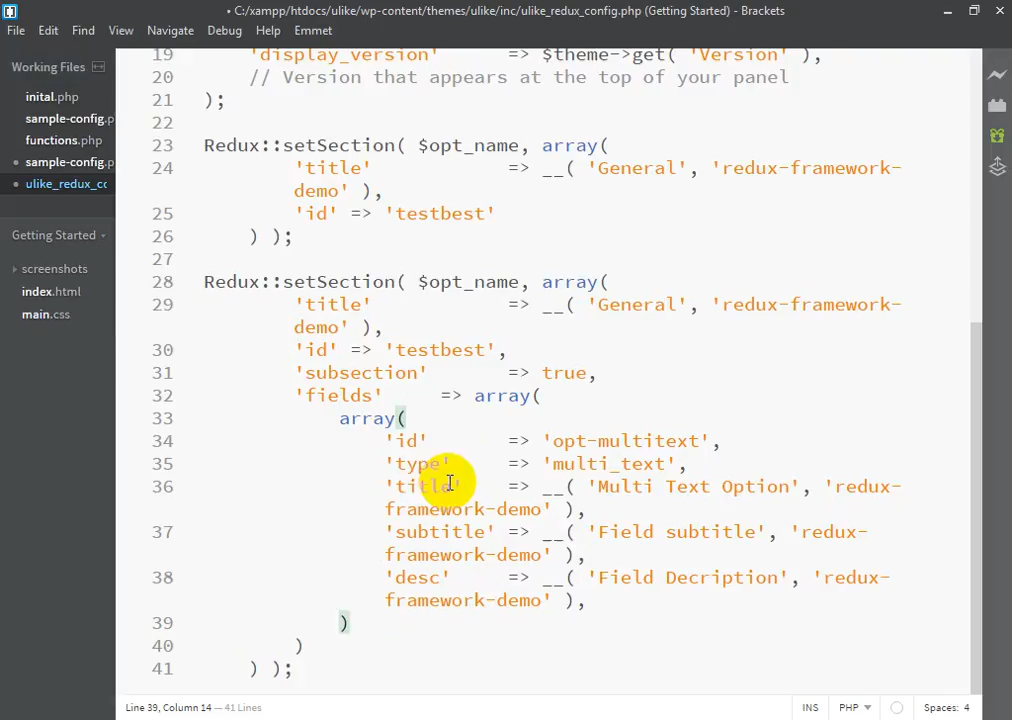 • C:/xampp/htdocs/ulike/wp-content/themes/ulike/inc/ulike_redux_config.php (Getting Started) - Brackets
File Edit View Navigate Debug Help Emmet
Working Files
inital.php
sample-config.p
functions.php
• sample-config.p
• ulike_redux_co
Getting Started
screenshots
index.html
main.css
19 'display_version' => $theme->get( 'Version' ),
20 // Version that appears at the top of your panel
21 );
22
23 Redux::setSection( $opt_name, array(
24 'title' => __( 'General', 'redux-framework-
demo' ),
25 'id' => 'testbest'
26 ) );
27
28 Redux::setSection( $opt_name, array(
29 'title' => __( 'General', 'redux-framework-
demo' ),
30 'id' => 'testbest',
31 'subsection' => true,
32 'fields' => array(
33 array(
34 'id' => 'opt-multitext',
35 'type' => 'multi_text',
36 'title' => __( 'Multi Text Option', 'redux-
framework-demo' ),
37 'subtitle' => __( 'Field subtitle', 'redux-
framework-demo' ),
38 'desc' => __( 'Field Decription', 'redux-
framework-demo' ),
39 )
40 )
41 ) );
Line 39, Column 14 — 41 Lines
INS PHP Spaces: 4